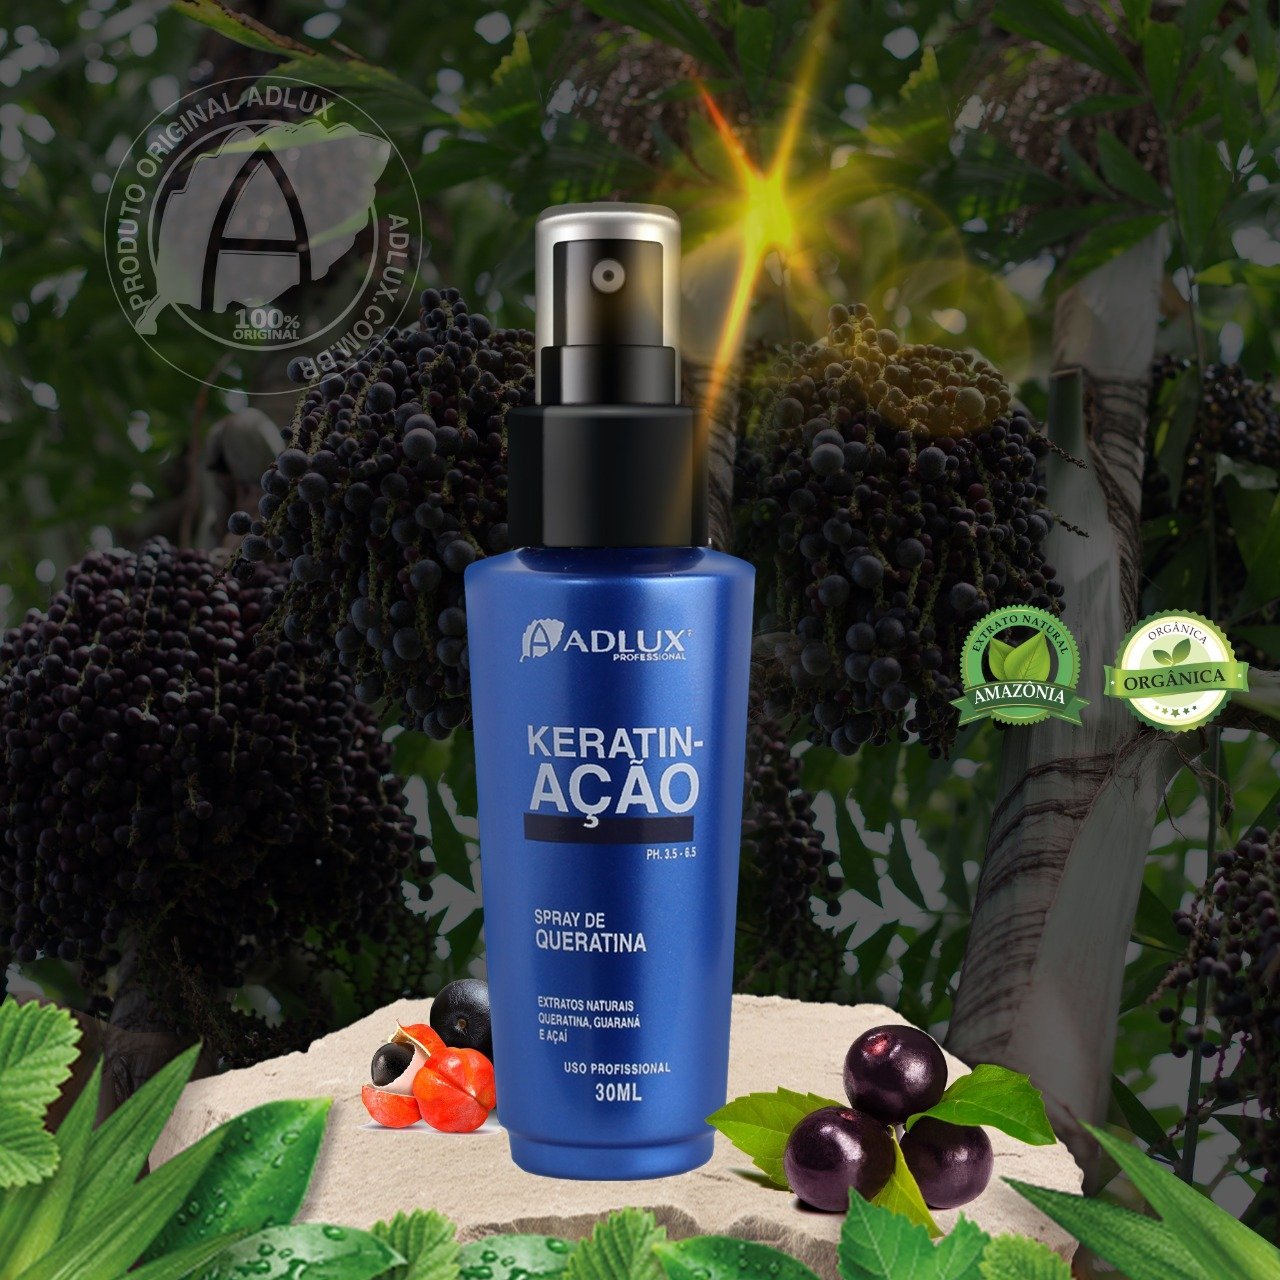 PRODUTO ORIGINAL ADLUX
ADLUX.COM.BR
A
100%
ORIGINAL
ADLUX
PROFESSIONAL
KERATIN-
AÇÃO
PH. 3.5 - 6.5
SPRAY DE
QUERATINA
EXTRATOS NATURAIS
QUERATINA, GUARANÁ
E AÇAÍ
USO PROFISSIONAL
30ML
EXTRATO NATURAL
AMAZÔNIA
ORGÂNICA
ORGÂNICA